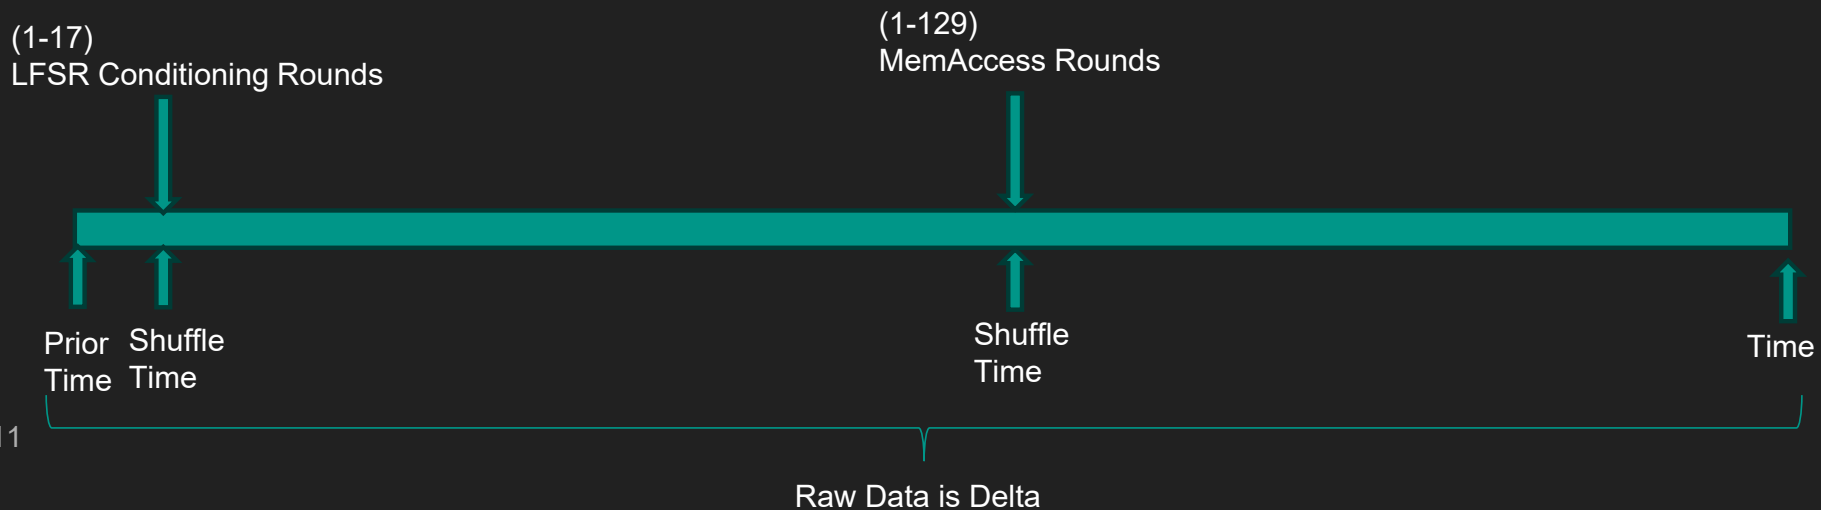 (1-17)
LFSR Conditioning Rounds
(1-129)
MemAccess Rounds
Prior
Time
Shuffle
Time
Shuffle
Time
Time
11
Raw Data is Delta